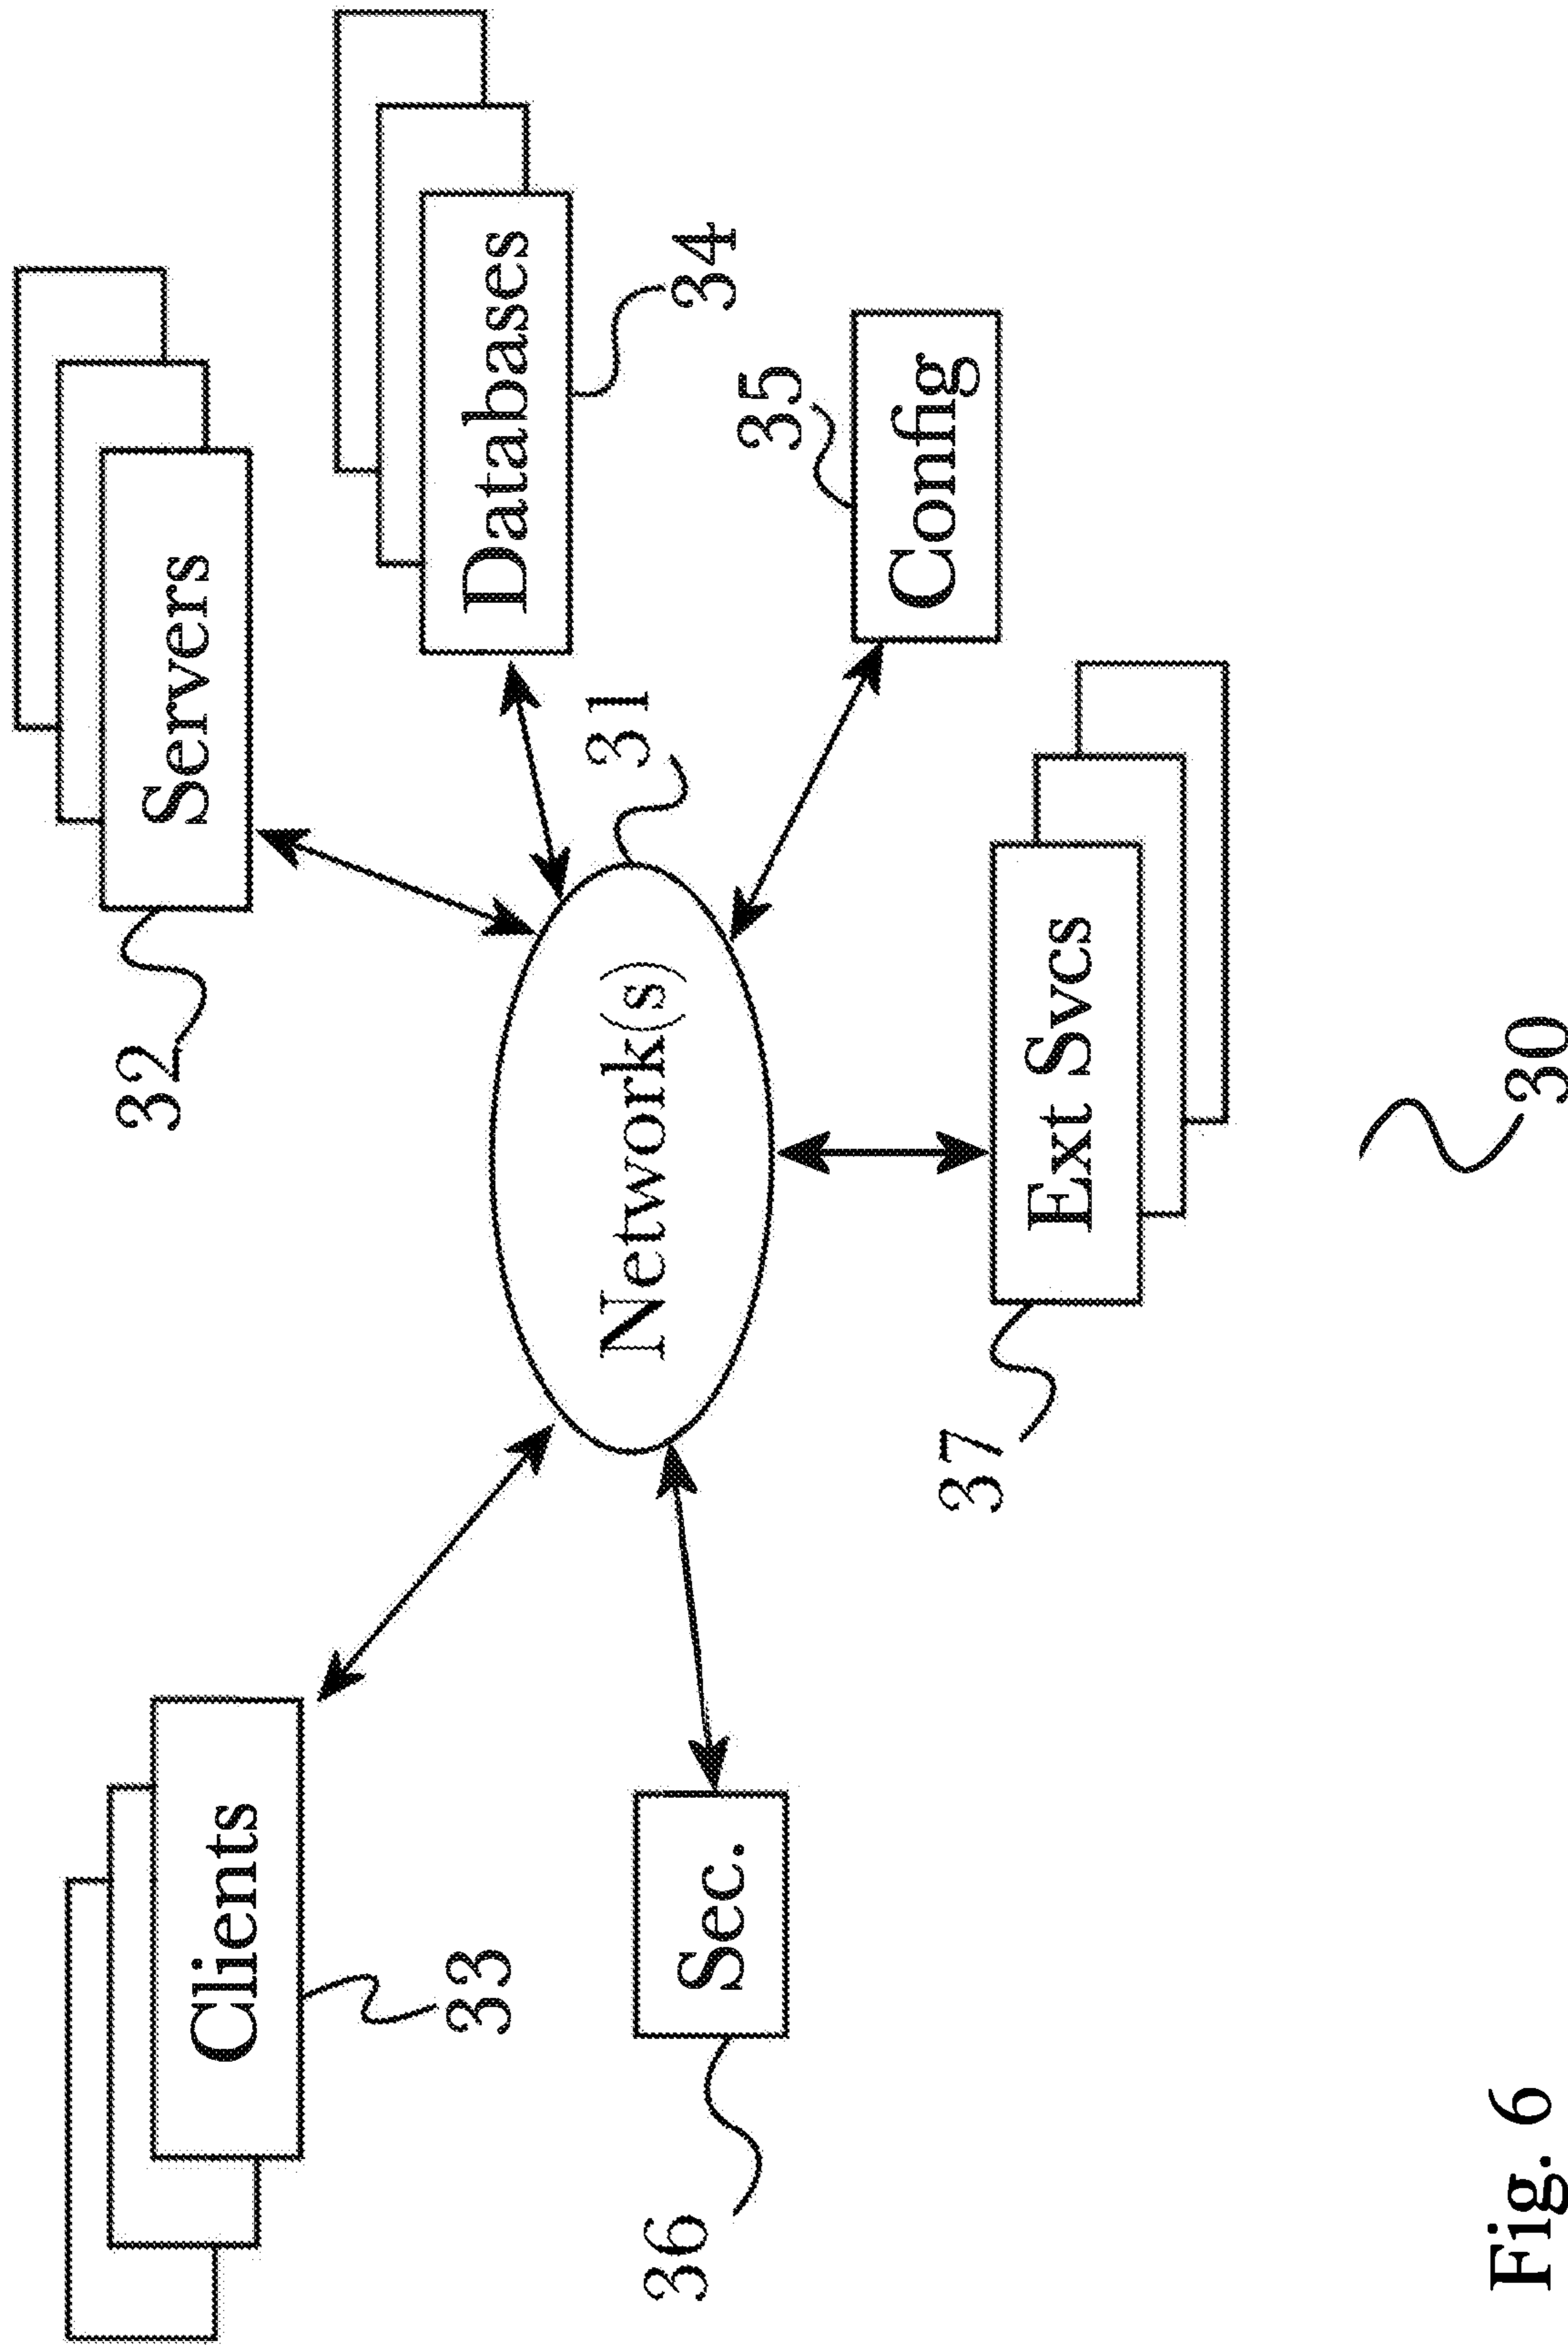 Clients
33
Servers
32
Databases
34
31
Network(s)
35
Config
Sec.
36
Ext Svcs
37
30
Fig. 6